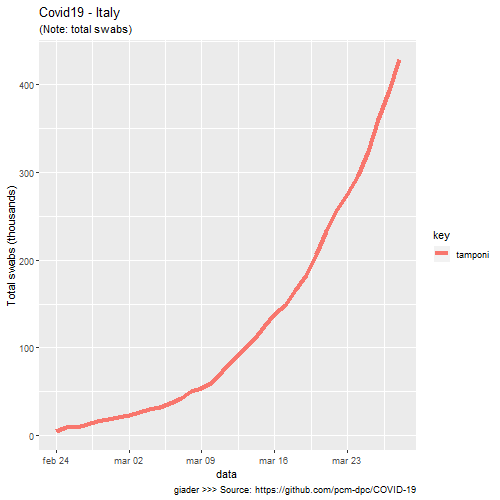 Covid19 - Italy
(Note: total swabs)
Total swabs (thousands)
400
300
200
100
0
feb 24
mar 02
mar 09
mar 16
mar 23
data
key
tamponi
giader >>> Source: https://github.com/pcm-dpc/COVID-19